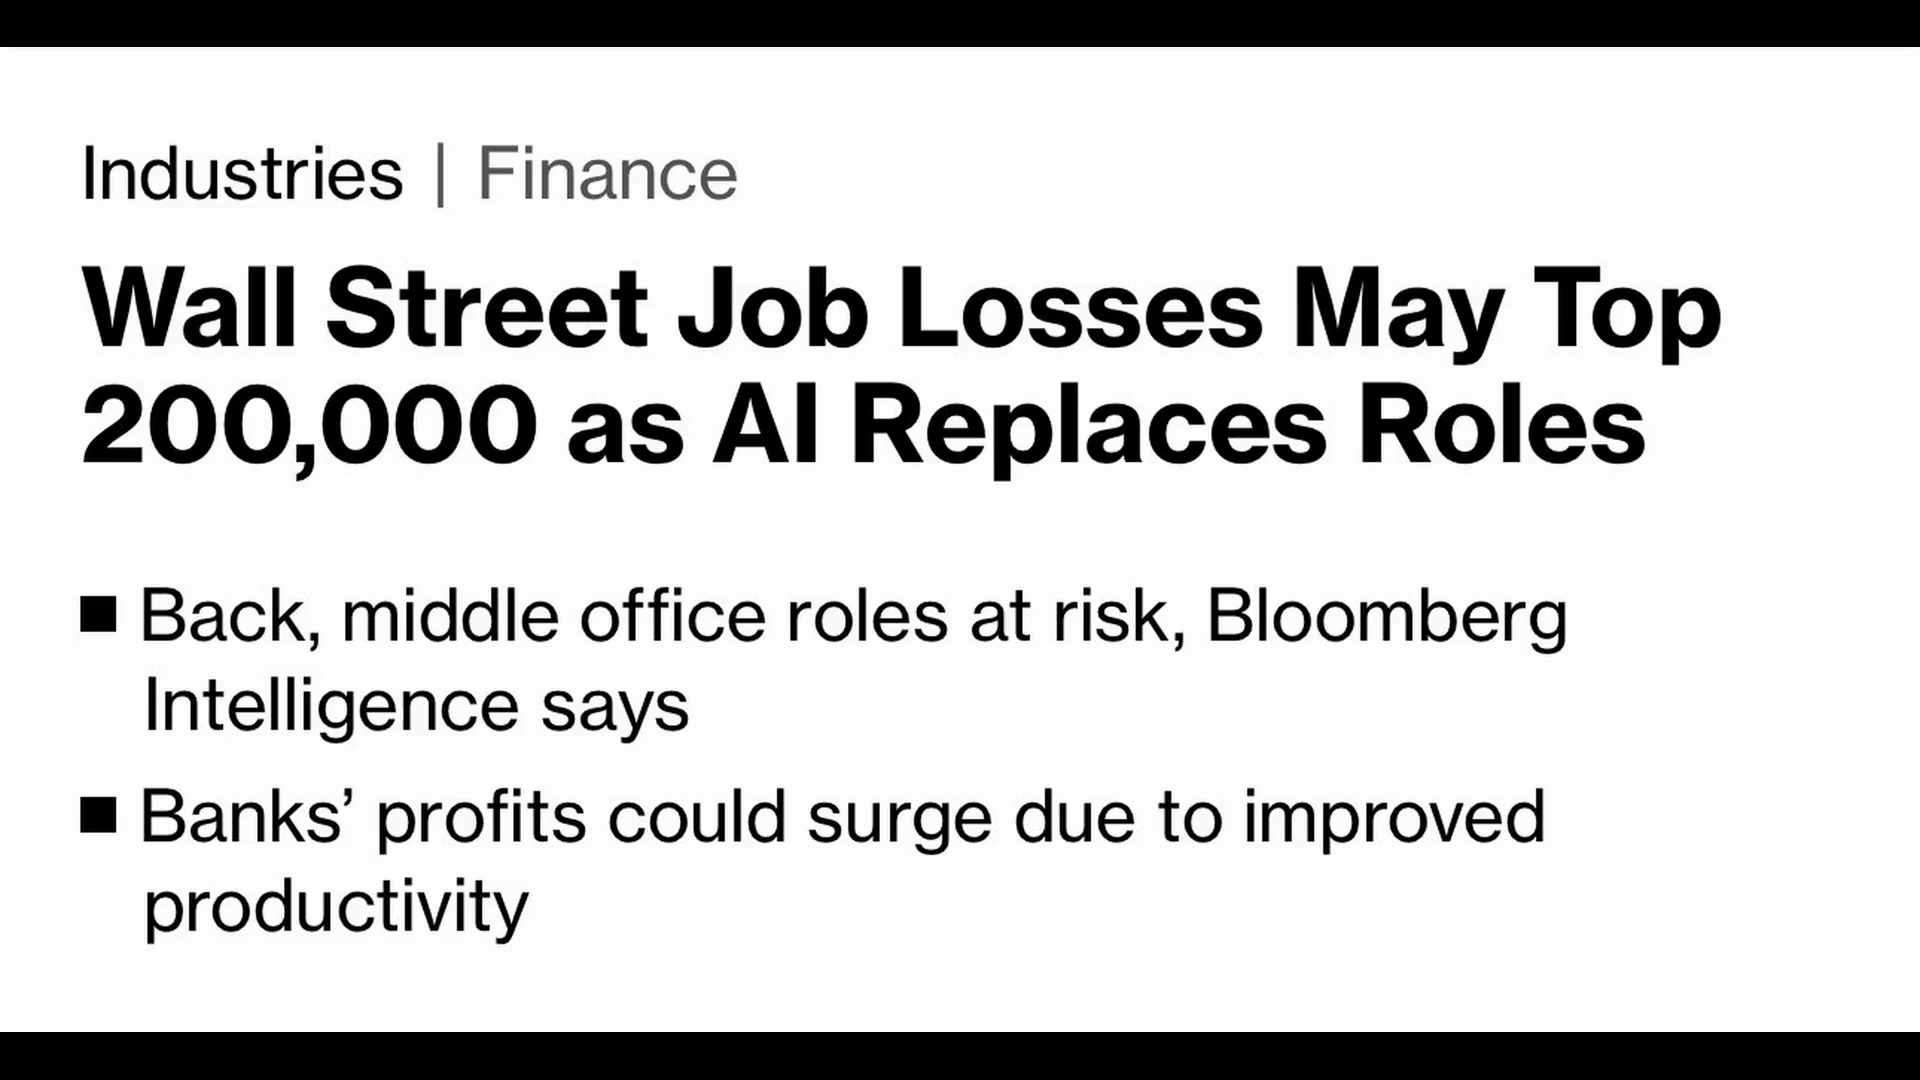 Industries | Finance
Wall Street Job Losses May Top
200,000 as AI Replaces Roles
■ Back, middle office roles at risk, Bloomberg
Intelligence says
■ Banks’ profits could surge due to improved
productivity